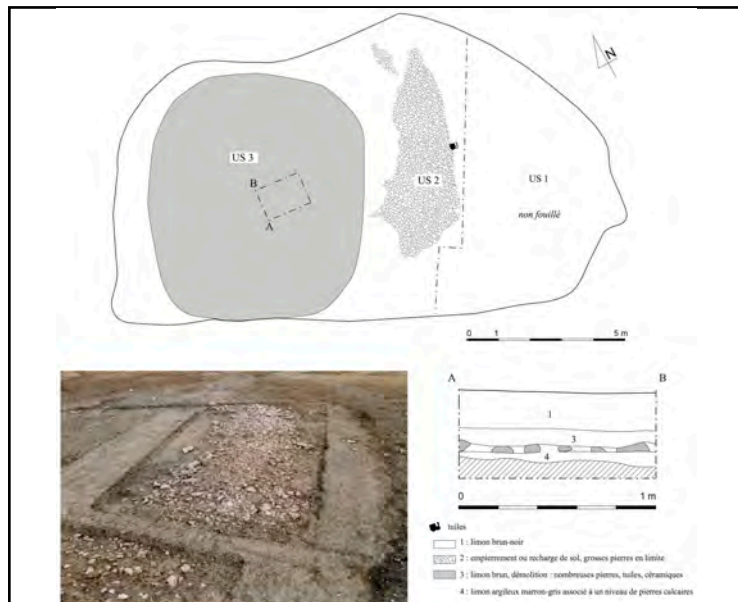 N
US 3
B
A
US 2
US 1
non fouillé
0 1 5 m
A B
1
3
4
0 1 m
tuiles
1 : limon brun-noir
2 : empierrement ou recharge de sol, grosses pierres en limite
3 : limon brun, démolition : nombreuses pierres, tuiles, céramiques
4 : limon argileux marron-gris associé à un niveau de pierres calcaires